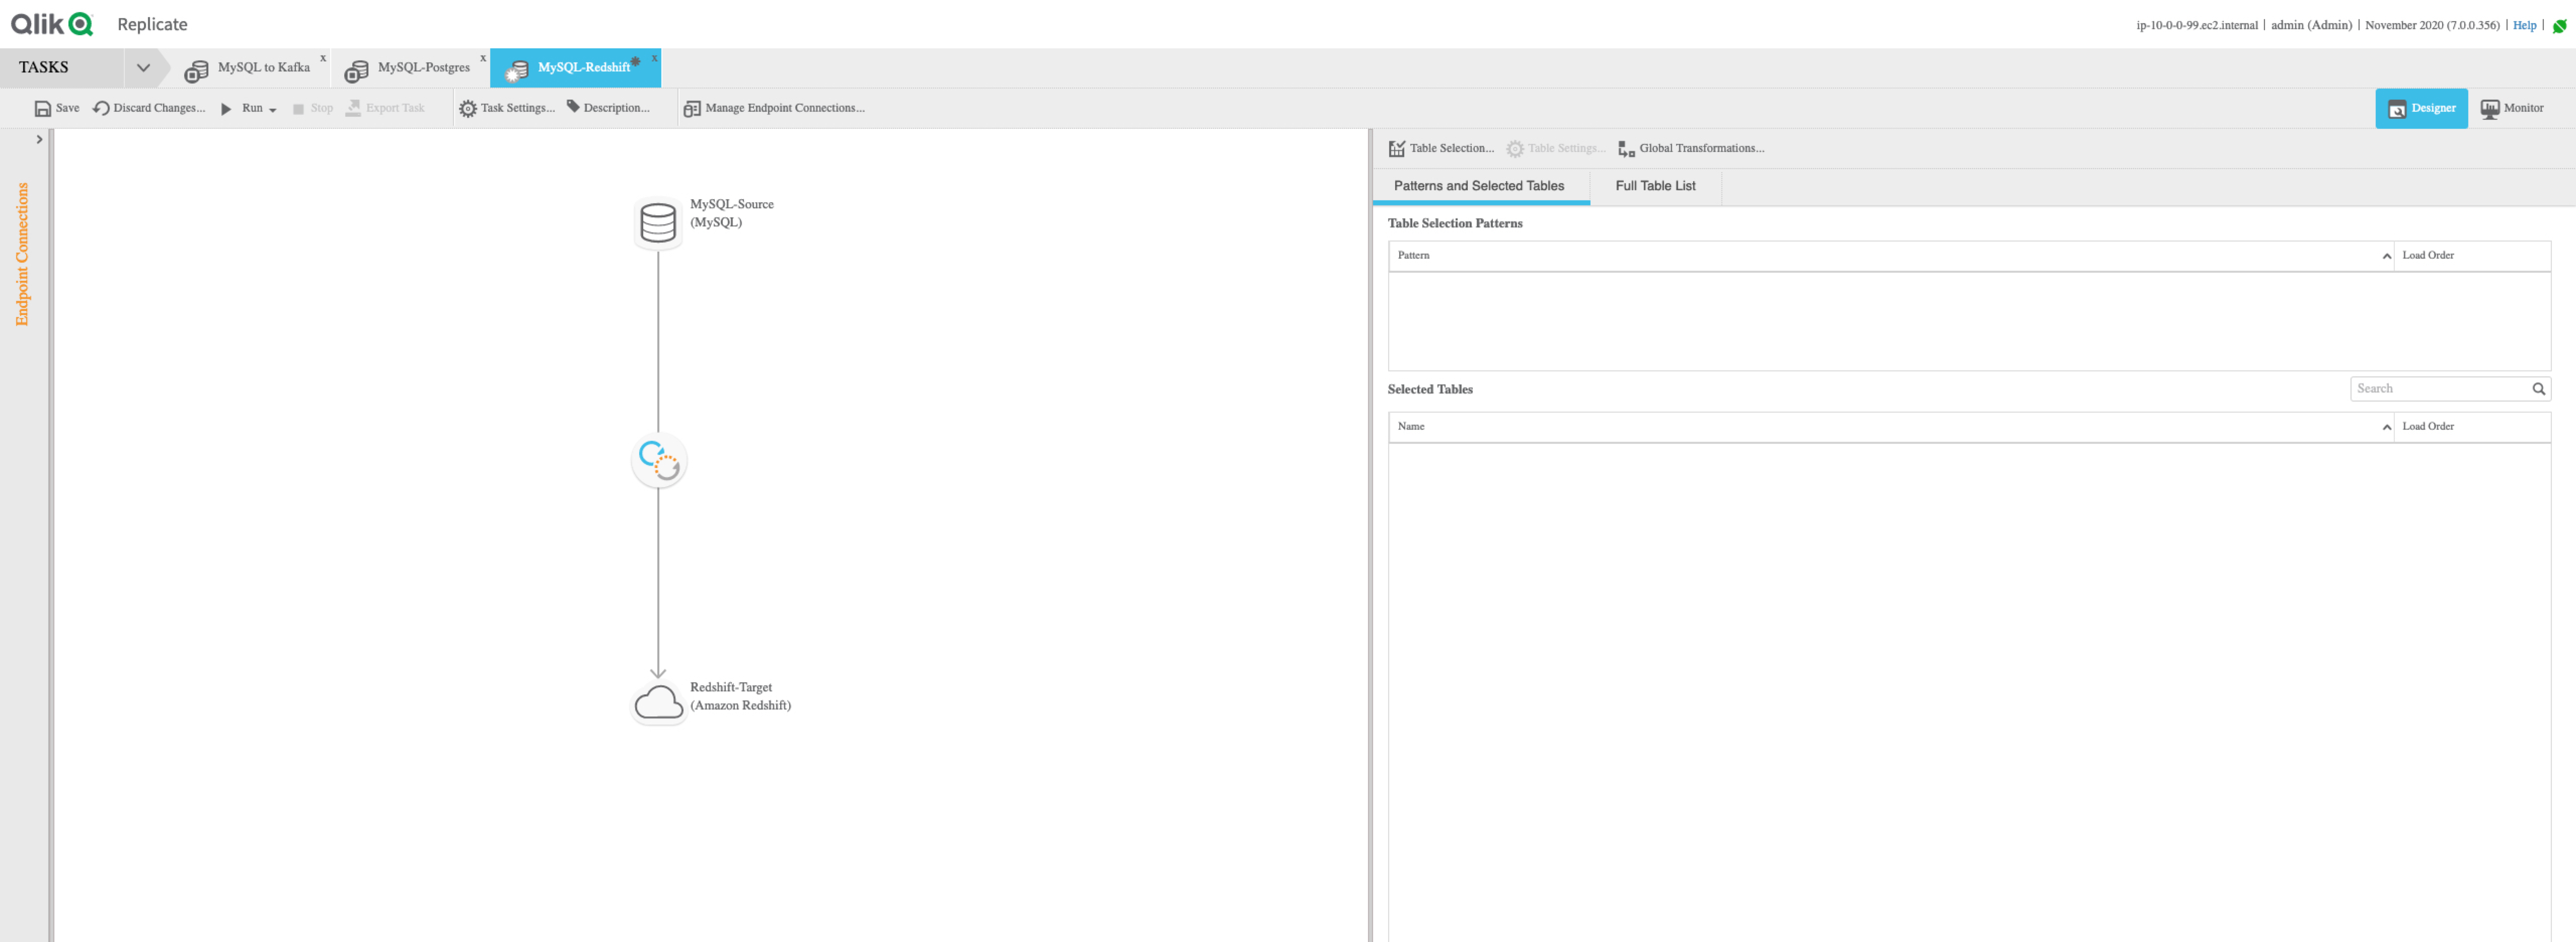 Qlik Replicate
ip-10-0-0-99.ec2.internal | admin (Admin) | November 2020 (7.0.0.356) | Help |
TASKS MySQL to Kafka x MySQL-Postgres x MySQL-Redshift* x
Save Discard Changes... Run Stop Export Task Task Settings... Description... Manage Endpoint Connections... Designer Monitor
Endpoint Connections
MySQL-Source
(MySQL)
Redshift-Target
(Amazon Redshift)
Table Selection... Table Settings... Global Transformations...
Patterns and Selected Tables Full Table List
Table Selection Patterns
Pattern Load Order
Selected Tables Search
Name Load Order